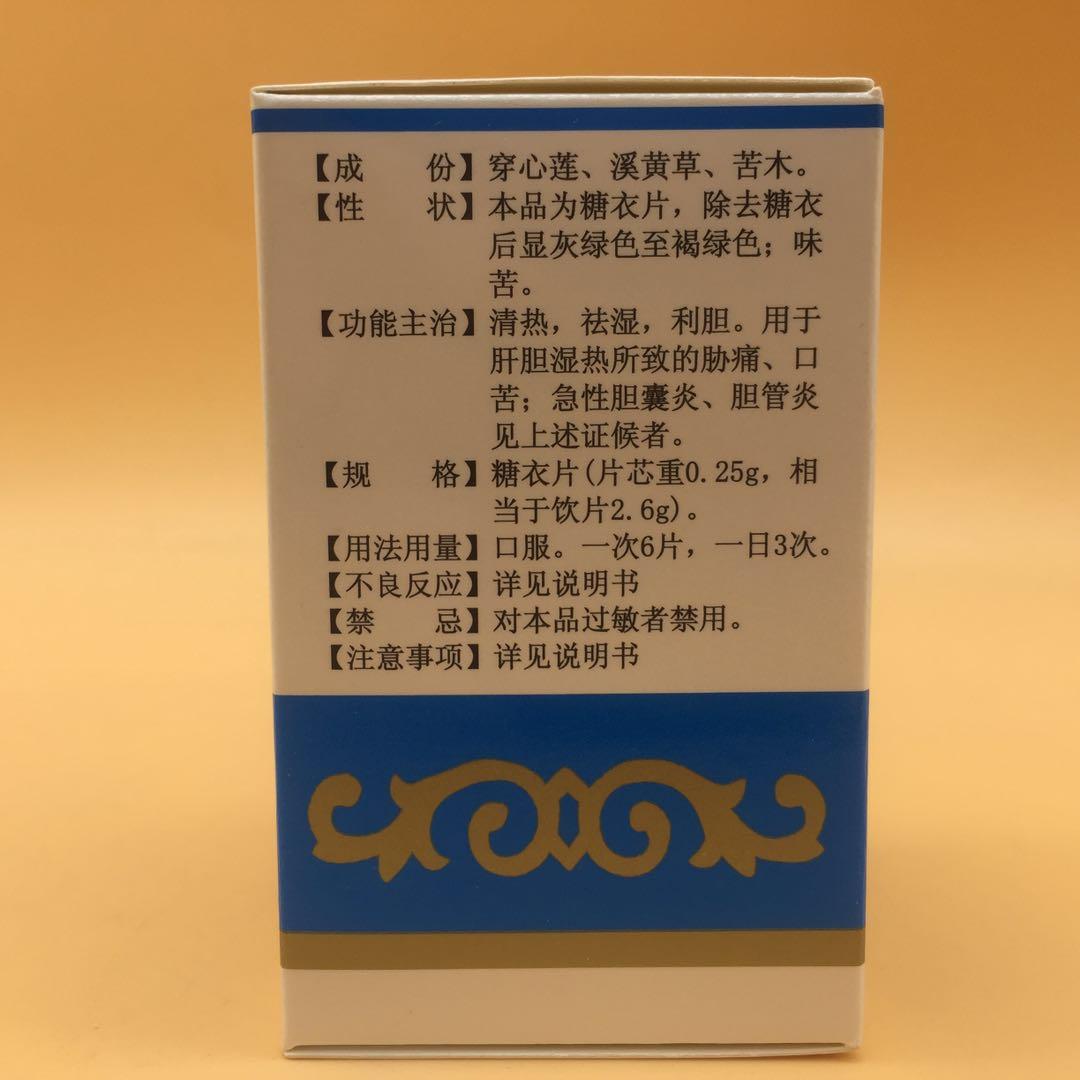 【成　　份】穿心莲、溪黄草、苦木。
【性　　状】本品为糖衣片，除去糖衣
后显灰绿色至褐绿色；味
苦。
【功能主治】清热，祛湿，利胆。用于
肝胆湿热所致的胁痛、口
苦；急性胆囊炎、胆管炎
见上述证候者。
【规　　格】糖衣片(片芯重0.25g，相
当于饮片2.6g)。
【用法用量】口服。一次6片，一日3次。
【不良反应】详见说明书
【禁　　忌】对本品过敏者禁用。
【注意事项】详见说明书